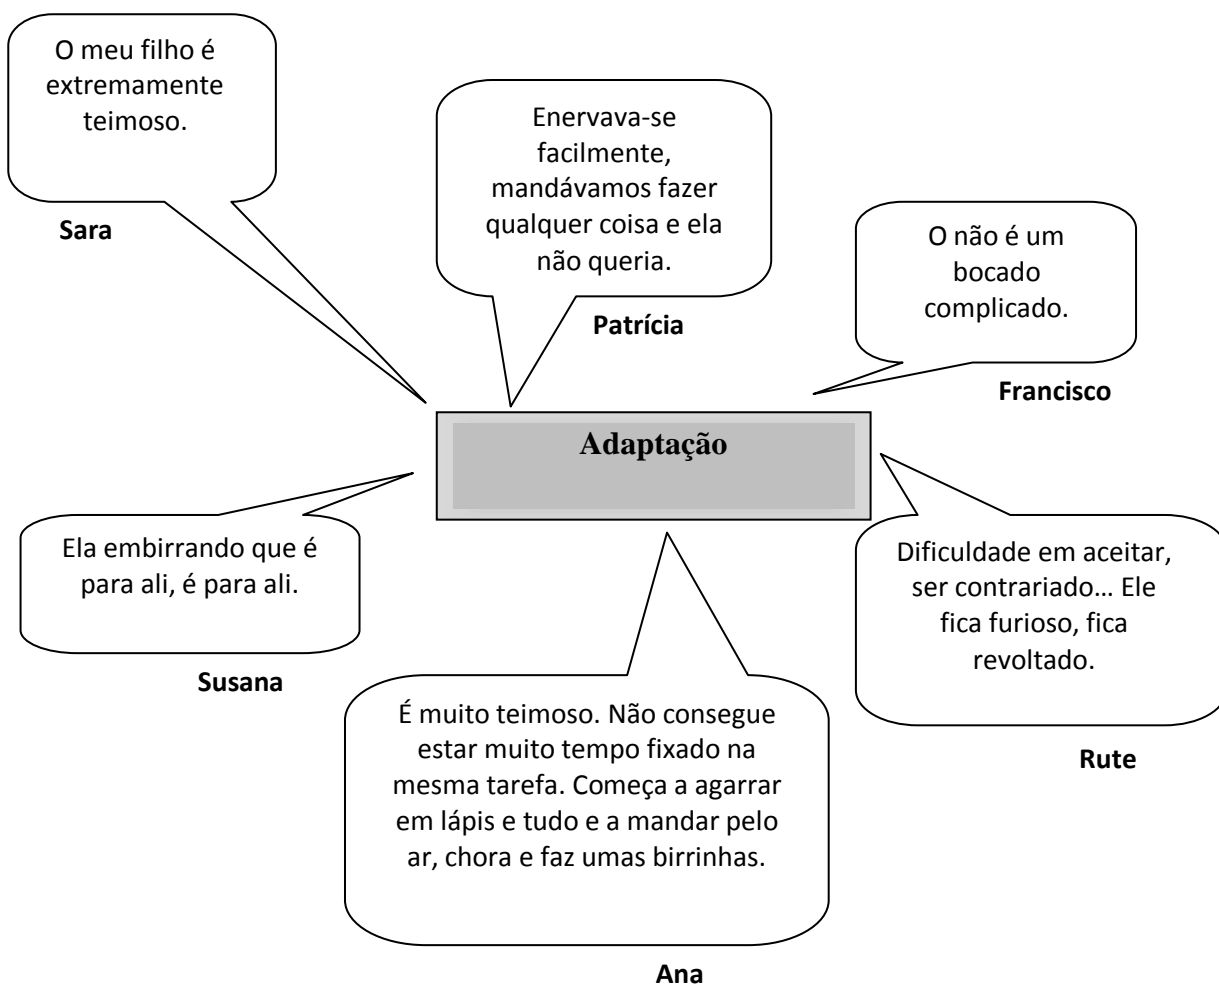 O meu filho é
extremamente
teimoso.
Sara
Enervava-se
facilmente,
mandávamos fazer
qualquer coisa e ela
não queria.
Patrícia
O não é um
bocado
complicado.
Francisco
Adaptação
Ela embirrando que é
para ali, é para ali.
Susana
Dificuldade em aceitar,
ser contrariado… Ele
fica furioso, fica
revoltado.
Rute
É muito teimoso. Não consegue
estar muito tempo fixado na
mesma tarefa. Começa a agarrar
em lápis e tudo e a mandar pelo
ar, chora e faz umas birrinhas.
Ana